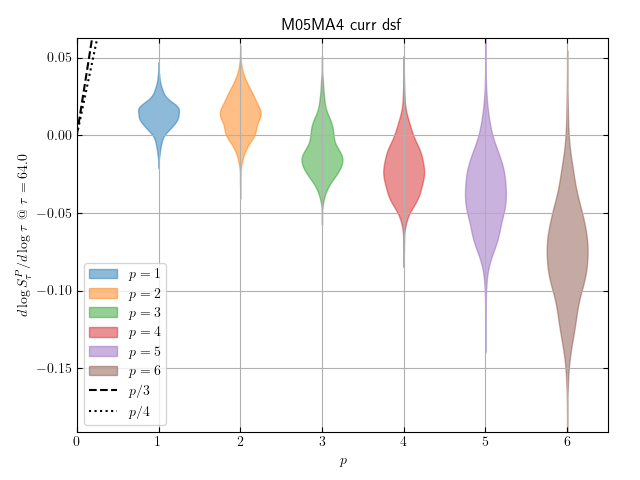 M05MA4 curr dsf
0.05
0.00
−0.05
−0.10
−0.15
d log S_τ^P / d log τ @ τ = 64.0
p = 1
p = 2
p = 3
p = 4
p = 5
p = 6
p/3
p/4
0 1 2 3 4 5 6
p